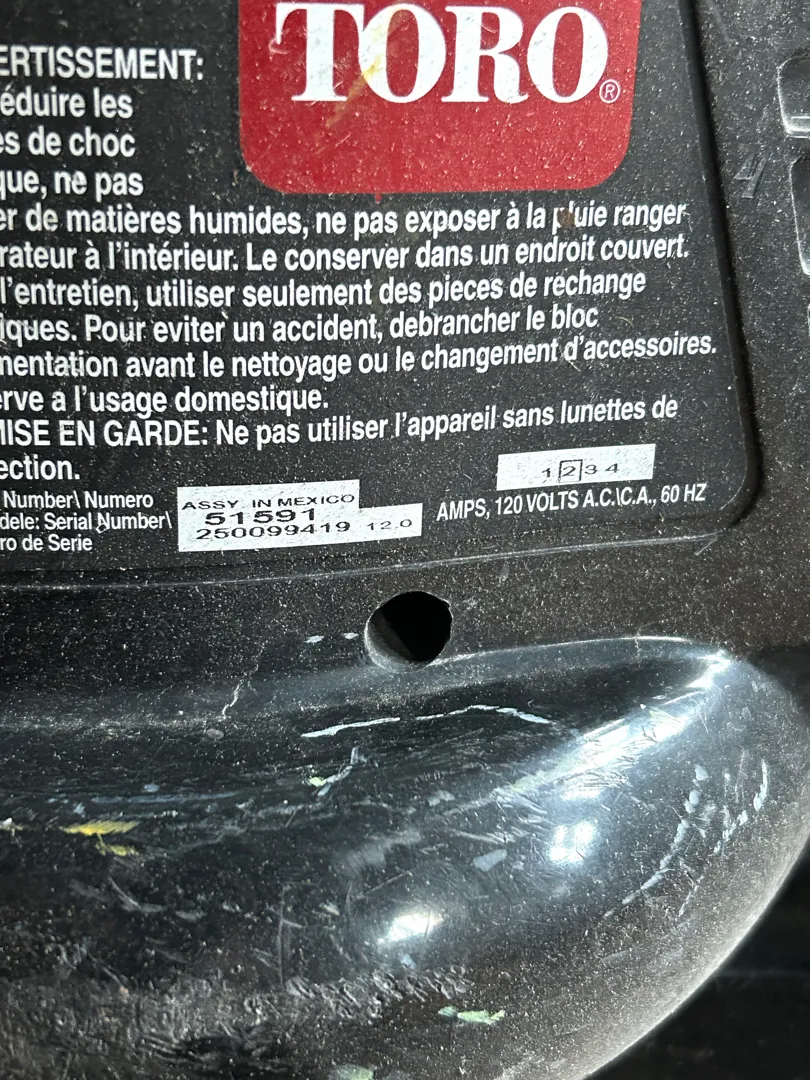 TORO®
ERTISSEMENT:
éduire les
es de choc
que, ne pas
er de matières humides, ne pas exposer à la pluie ranger
rateur à l'intérieur. Le conserver dans un endroit couvert.
l'entretien, utiliser seulement des pieces de rechange
iques. Pour eviter un accident, debrancher le bloc
mentation avant le nettoyage ou le changement d'accessoires.
erve a l'usage domestique.
MISE EN GARDE: Ne pas utiliser l'appareil sans lunettes de
ection.
1 2 3 4
Number\ Numero
dele: Serial Number\
ro de Serie
ASSY IN MEXICO
51591
250099419 12.0
AMPS, 120 VOLTS A.C.\C.A., 60 HZ